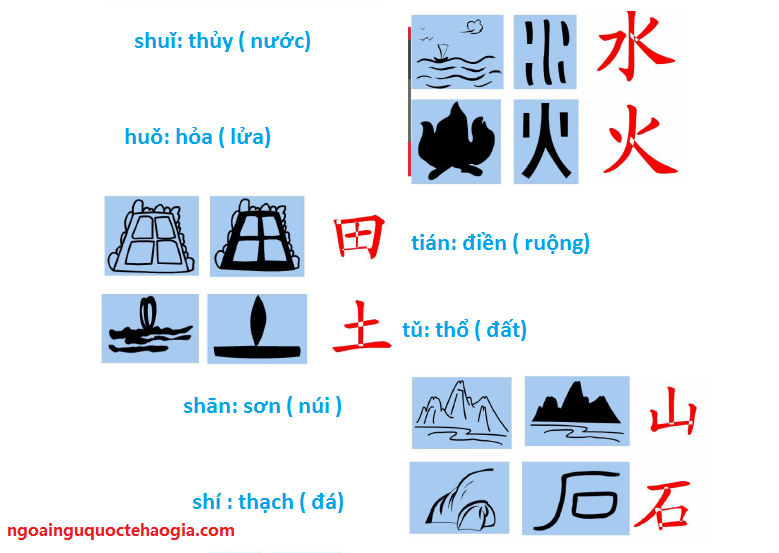 shuǐ: thủy ( nước) 水
huǒ: hỏa ( lửa) 火
田 tián: điền ( ruộng)
土 tǔ: thổ ( đất)
shān: sơn ( núi ) 山
shí : thạch ( đá) 石
ngoainguquoctehaogia.com